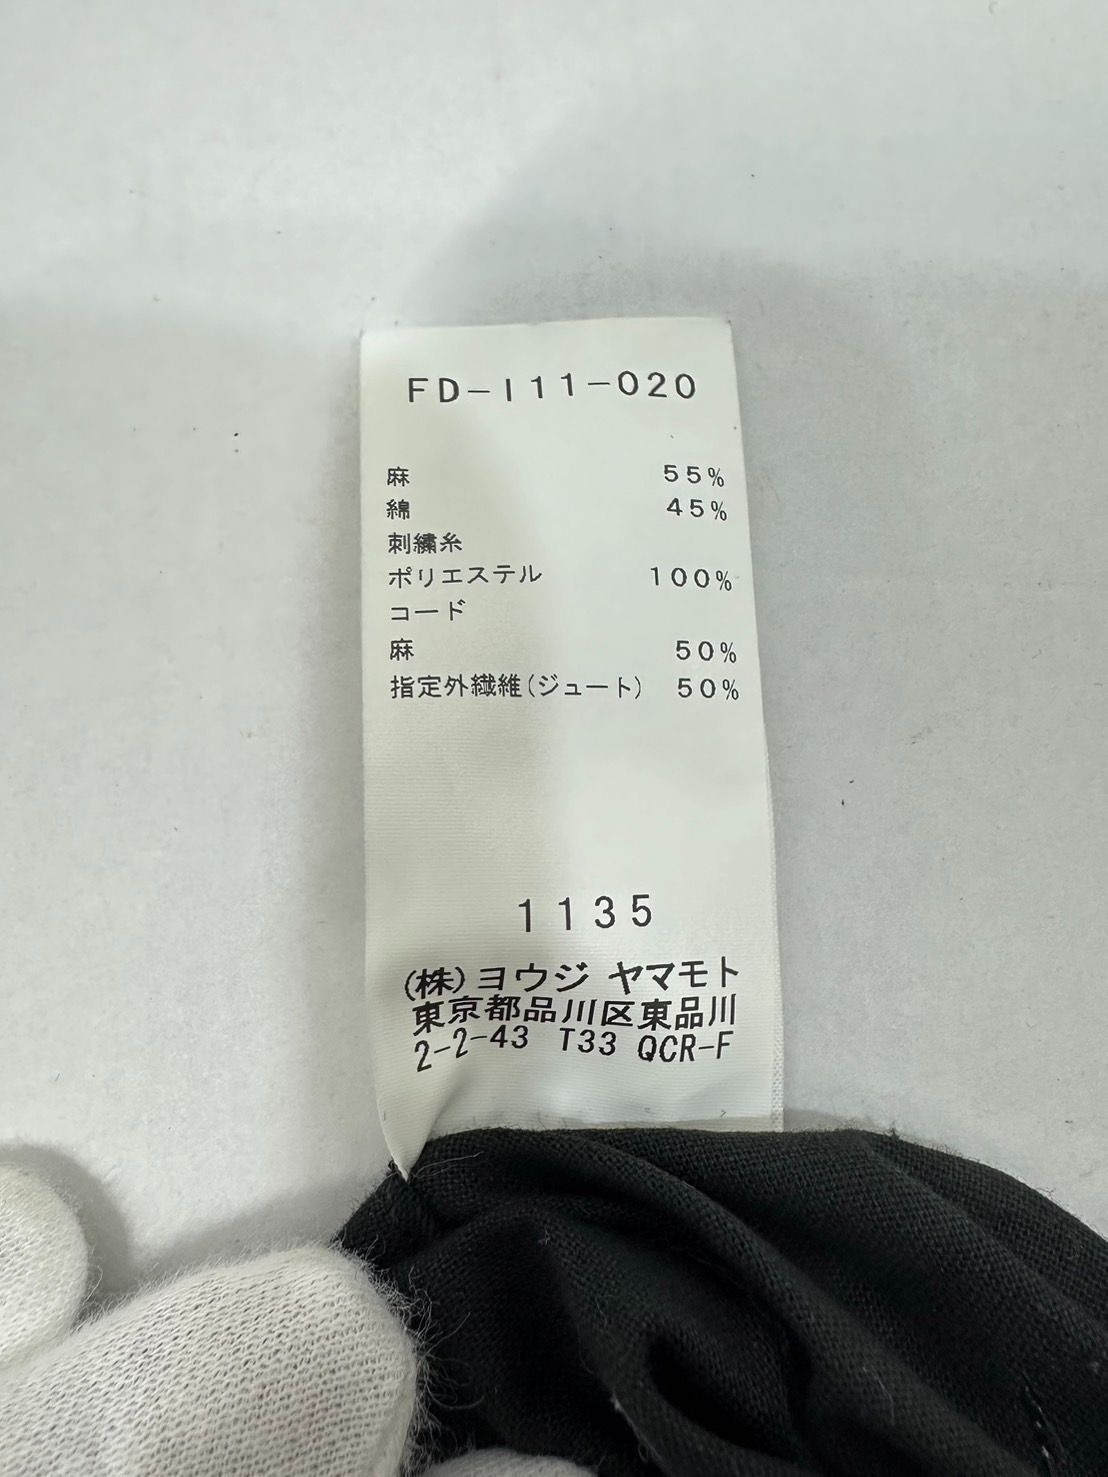 FD-I11-020
麻 55%
綿 45%
刺繍糸
ポリエステル 100%
コード
麻 50%
指定外繊維(ジュート) 50%
1135
(株)ヨウジ ヤマモト
東京都品川区東品川
2-2-43 T33 QCR-F